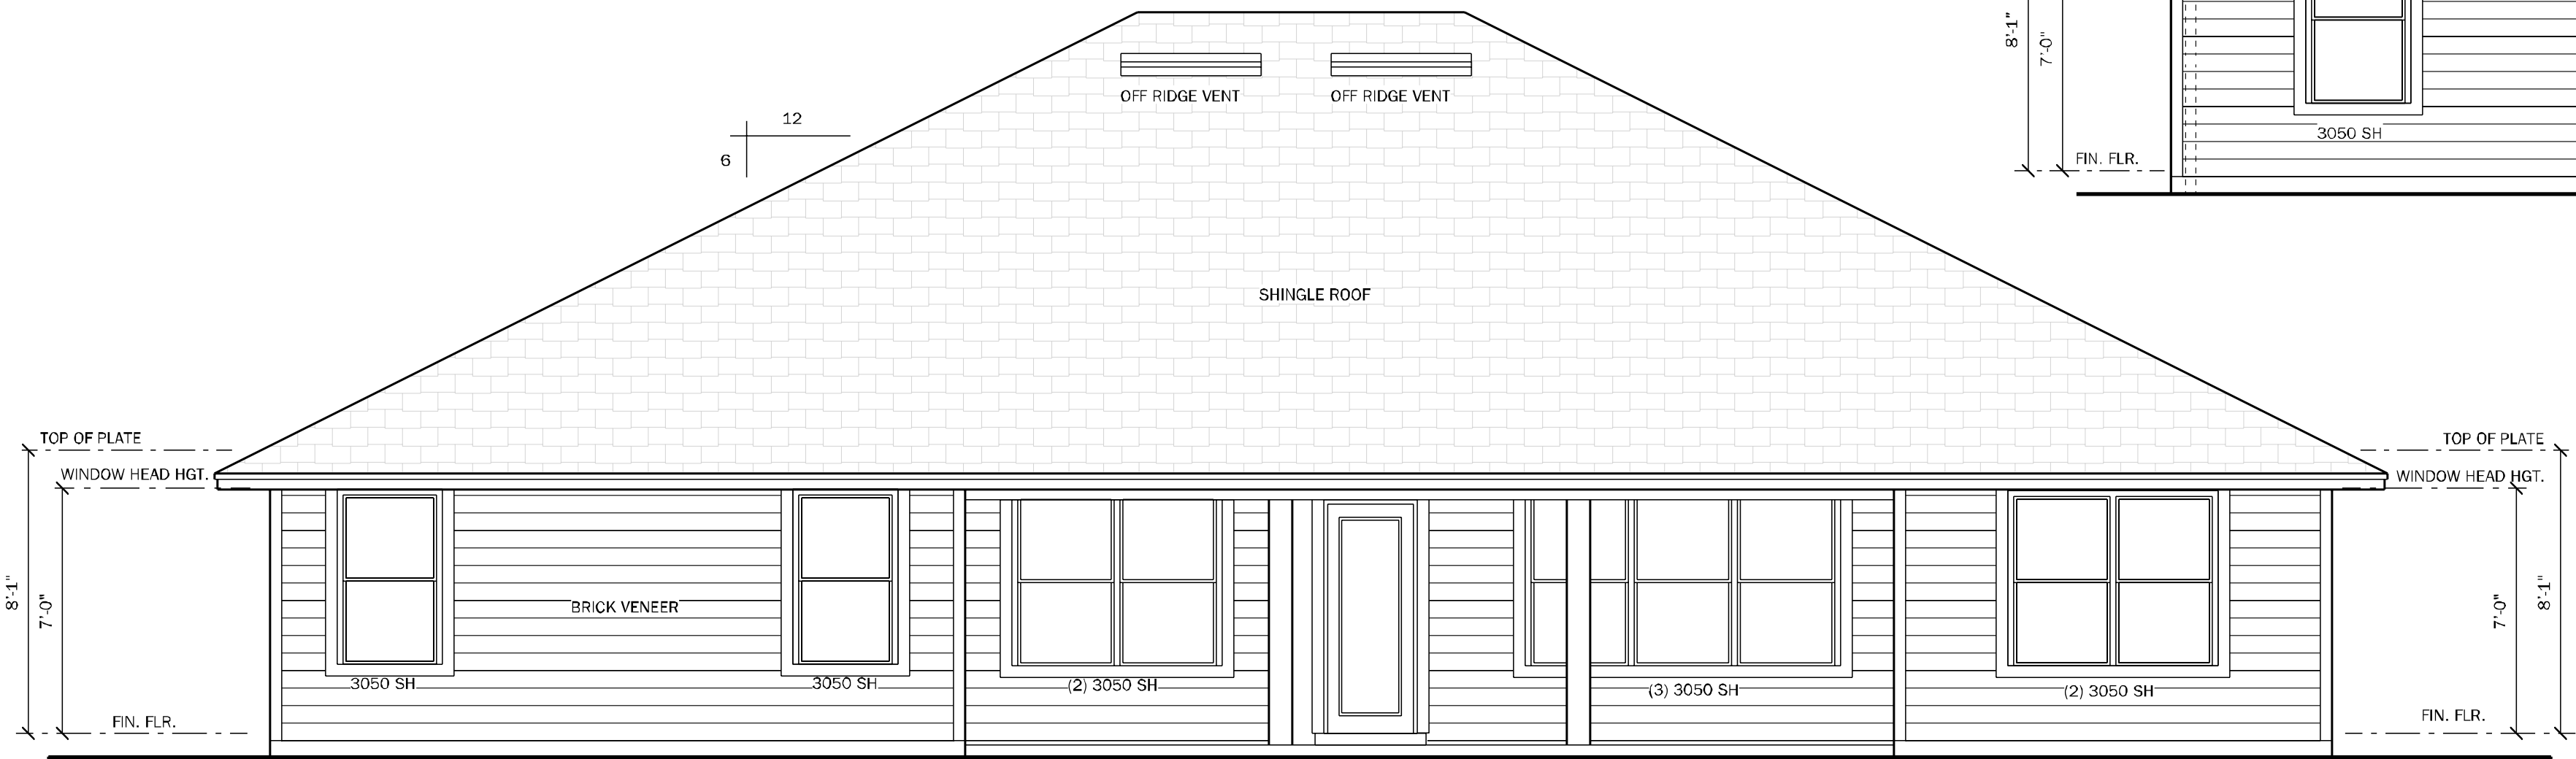 OFF RIDGE VENT
OFF RIDGE VENT
12
6
SHINGLE ROOF
8'-1"
7'-0"
3050 SH
FIN. FLR.
TOP OF PLATE
WINDOW HEAD HGT.
8'-1"
7'-0"
FIN. FLR.
BRICK VENEER
3050 SH
3050 SH
(2) 3050 SH
(3) 3050 SH
(2) 3050 SH
TOP OF PLATE
WINDOW HEAD HGT.
7'-0"
8'-1"
FIN. FLR.